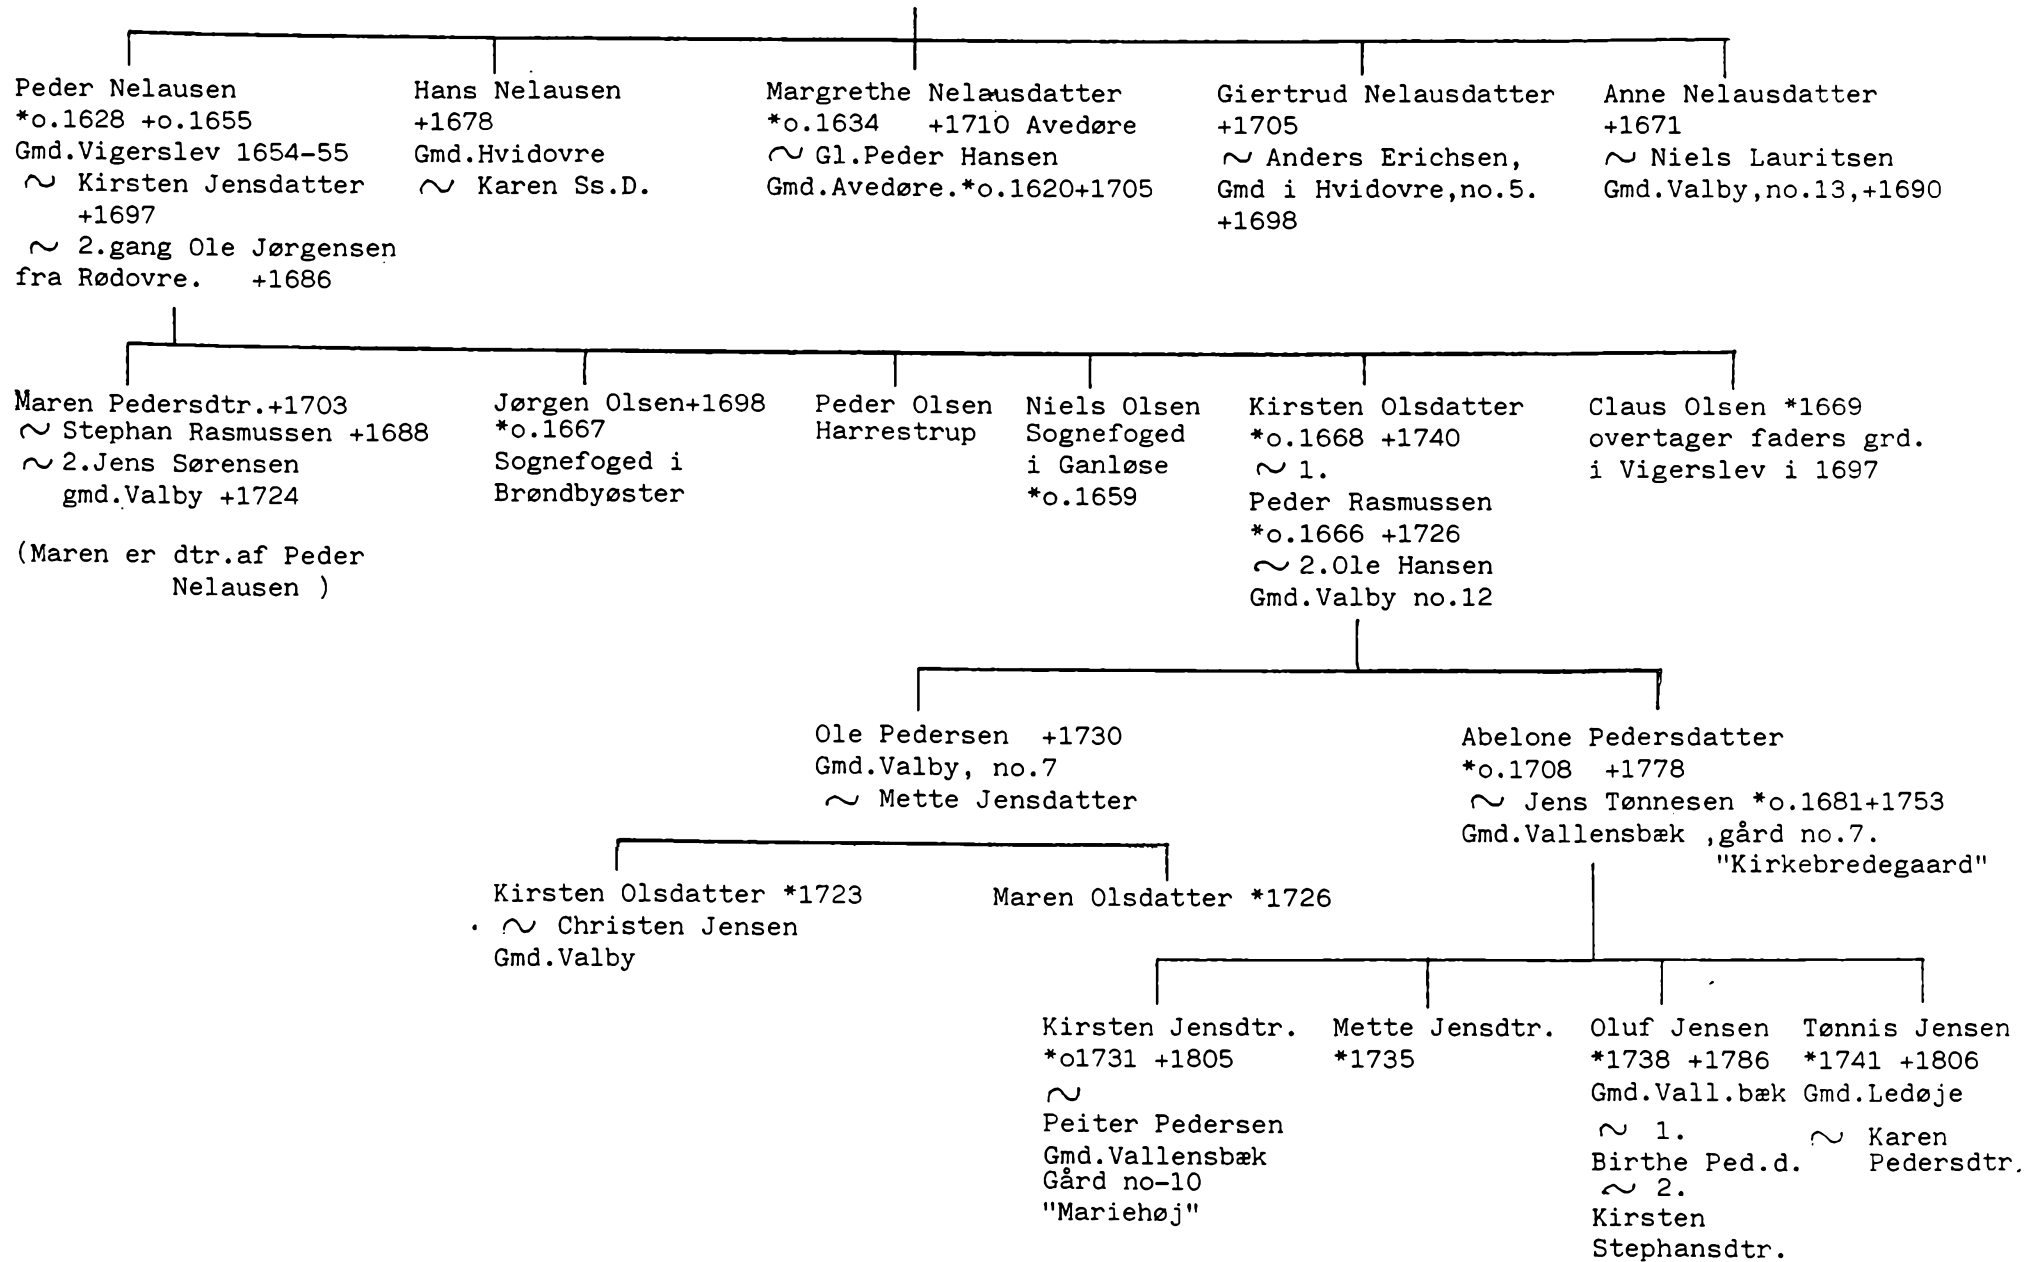 Peder Nelausen
*o.1628 +o.1655
Gmd.Vigerslev 1654-55
~ Kirsten Jensdatter
+1697
~ 2.gang Ole Jørgensen
fra Rødovre. +1686
Hans Nelausen
+1678
Gmd.Hvidovre
~ Karen Ss.D.
Margrethe Nelausdatter
*o.1634 +1710 Avedøre
~ Gl.Peder Hansen
Gmd.Avedøre.*o.1620+1705
Giertrud Nelausdatter
+1705
~ Anders Erichsen,
Gmd i Hvidovre,no.5.
+1698
Anne Nelausdatter
+1671
~ Niels Lauritsen
Gmd.Valby,no.13,+1690
Maren Pedersdtr.+1703
~ Stephan Rasmussen +1688
~ 2.Jens Sørensen
gmd.Valby +1724
(Maren er dtr.af Peder
Nelausen )
Jørgen Olsen+1698
*o.1667
Sognefoged i
Brøndbyøster
Peder Olsen
Harrestrup
Niels Olsen
Sognefoged
i Ganløse
*o.1659
Kirsten Olsdatter
*o.1668 +1740
~ 1.
Peder Rasmussen
*o.1666 +1726
~ 2.Ole Hansen
Gmd.Valby no.12
Claus Olsen *1669
overtager faders grd.
i Vigerslev i 1697
Ole Pedersen +1730
Gmd.Valby, no.7
~ Mette Jensdatter
Abelone Pedersdatter
*o.1708 +1778
~ Jens Tønnesen *o.1681+1753
Gmd.Vallensbæk ,gård no.7.
"Kirkebredegaard"
Kirsten Olsdatter *1723
~ Christen Jensen
Gmd.Valby
Maren Olsdatter *1726
Kirsten Jensdtr.
*o1731 +1805
~
Peiter Pedersen
Gmd.Vallensbæk
Gård no-10
"Mariehøj"
Mette Jensdtr.
*1735
Oluf Jensen
*1738 +1786
Gmd.Vall.bæk
~ 1.
Birthe Ped.d.
~ 2.
Kirsten
Stephansdtr.
Tønnis Jensen
*1741 +1806
Gmd.Ledøje
~ Karen
Pedersdtr.